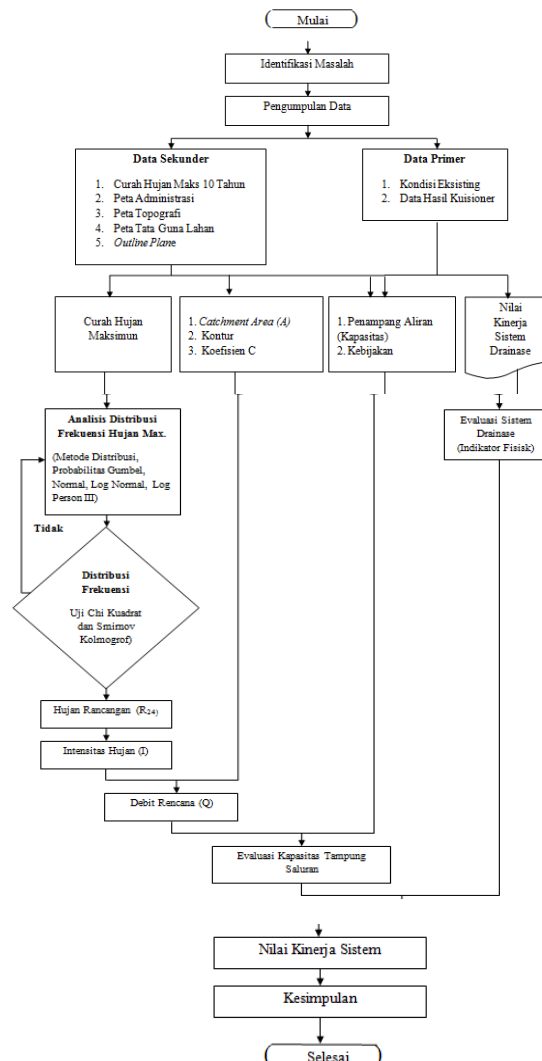 Mulai
Identifikasi Masalah
Pengumpulan Data
Data Sekunder
1. Curah Hujan Maks 10 Tahun
2. Peta Administrasi
3. Peta Topografi
4. Peta Tata Guna Lahan
5. Outline Plane
Data Primer
1. Kondisi Eksisting
2. Data Hasil Kuisioner
Curah Hujan
Maksimun
1. Catchment Area (A)
2. Kontur
3. Koefisien C
1. Penampang Aliran
(Kapasitas)
2. Kebijakan
Nilai
Kinerja
Sistem
Drainase
Analisis Distribusi
Frekuensi Hujan Max.
(Metode Distribusi,
Probabilitas Gumbel,
Normal, Log Normal, Log
Person III)
Evaluasi Sistem
Drainase
(Indikator Fisisk)
Tidak
Distribusi
Frekuensi
Uji Chi Kuadrat
dan Smirnov
Kolmogrof)
Hujan Rancangan (R24)
Intensitas Hujan (I)
Debit Rencana (Q)
Evaluasi Kapasitas Tampung
Saluran
Nilai Kinerja Sistem
Kesimpulan
Selesai